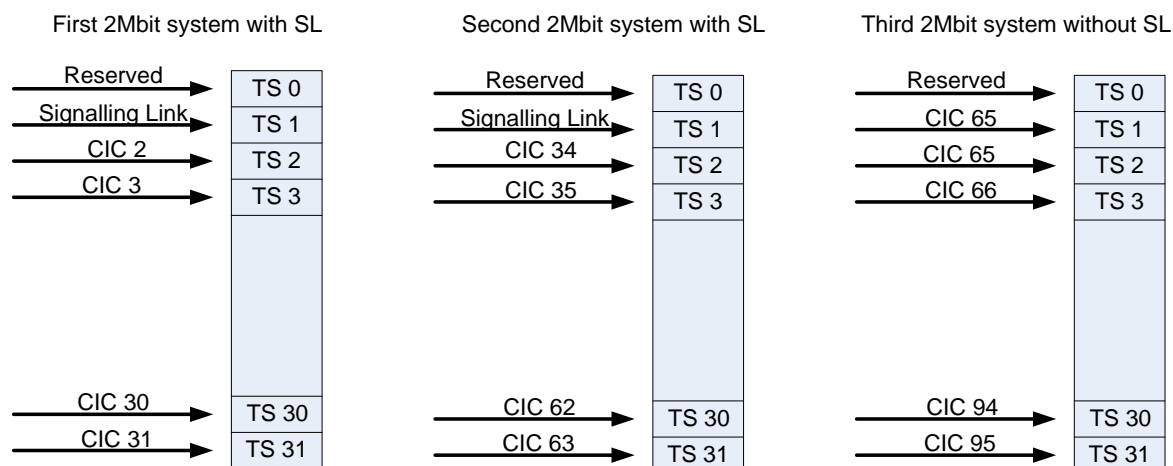 First 2Mbit system with SL
Reserved
TS 0
Signalling Link
TS 1
CIC 2
TS 2
CIC 3
TS 3
CIC 30
TS 30
CIC 31
TS 31
Second 2Mbit system with SL
Reserved
TS 0
Signalling Link
TS 1
CIC 34
TS 2
CIC 35
TS 3
CIC 62
TS 30
CIC 63
TS 31
Third 2Mbit system without SL
Reserved
TS 0
CIC 65
TS 1
CIC 65
TS 2
CIC 66
TS 3
CIC 94
TS 30
CIC 95
TS 31